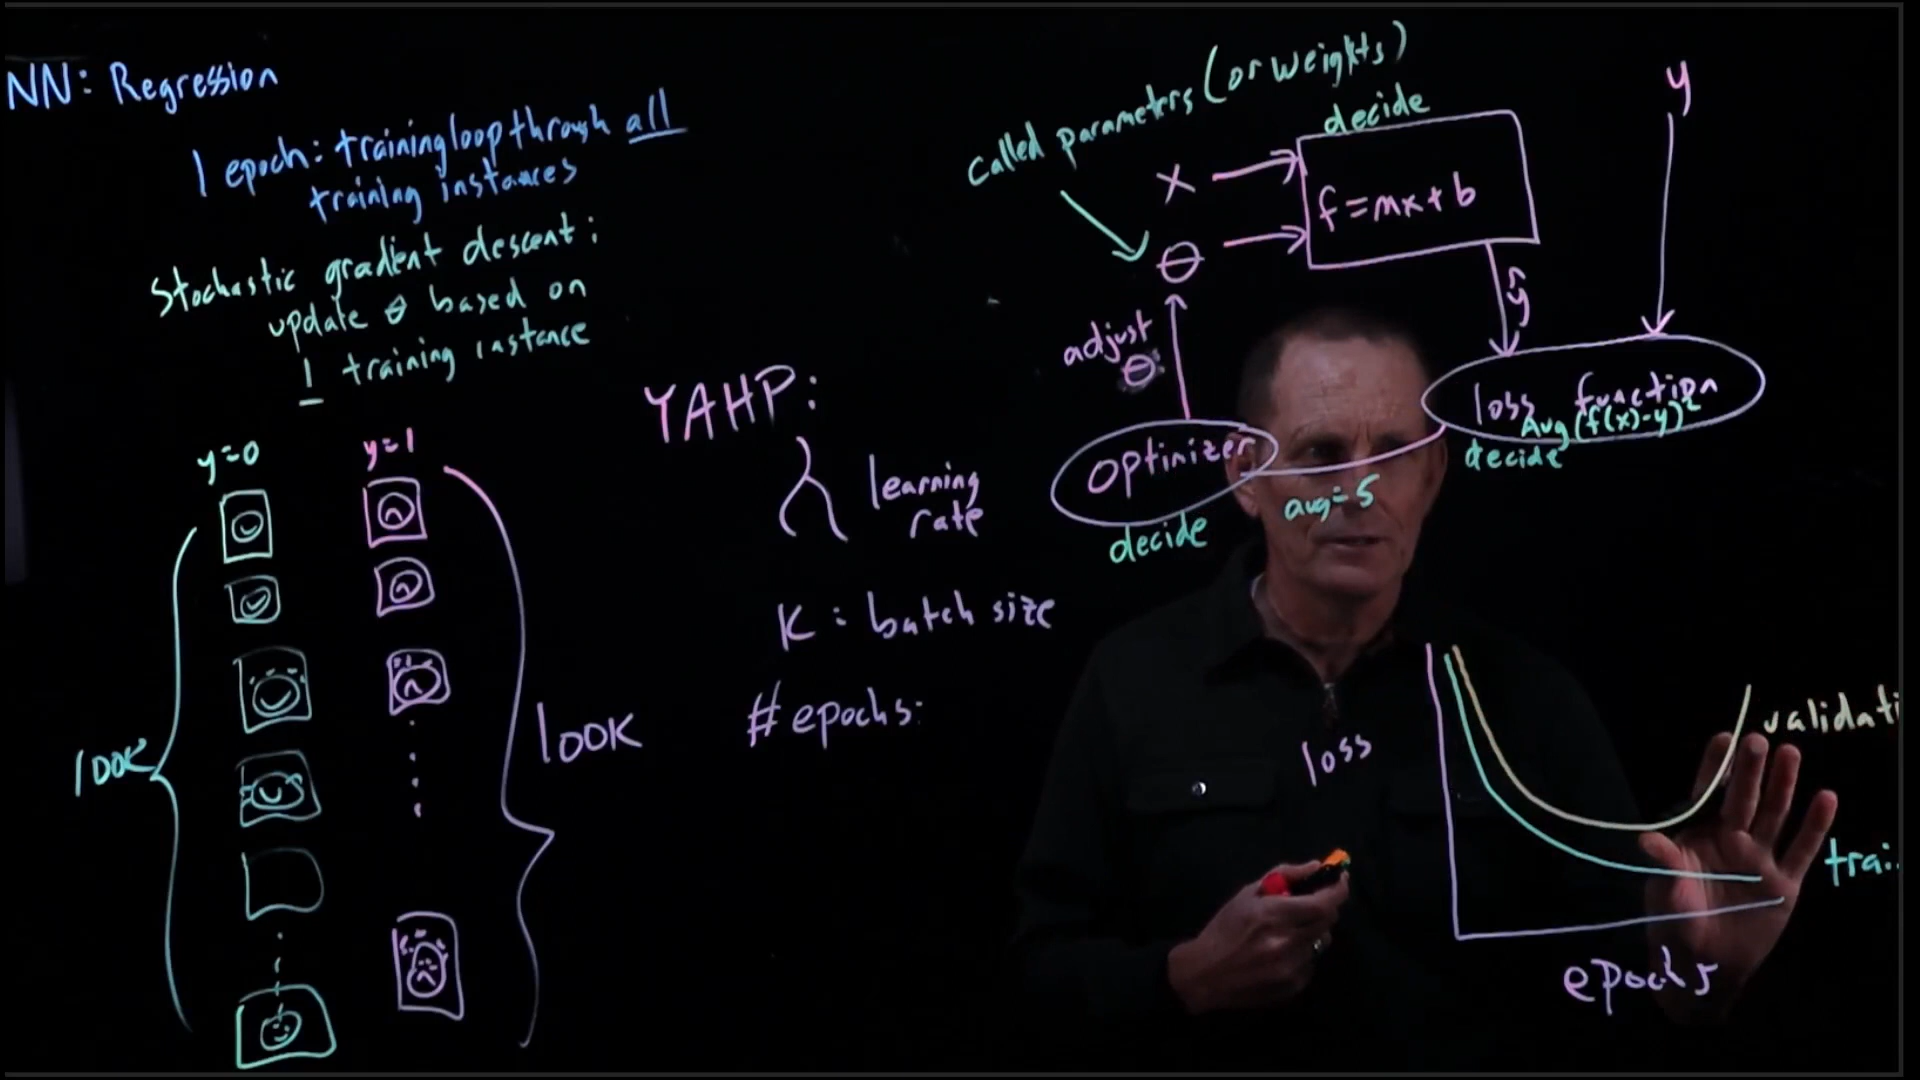 NN: Regression
1 epoch: training loop through all
training instances
Stochastic gradient descent:
update θ based on
1 training instance
y=0
y=1
100K
100K
YAHP:
λ learning
rate
K: batch size
#epochs:
called parameters (or weights)
decide
x
f=mx+b
θ
y
ŷ
adjust
θ
loss function
Avg(f(x)-y)²
decide
optimizer
decide
avg=5
loss
validati
trai
epochs